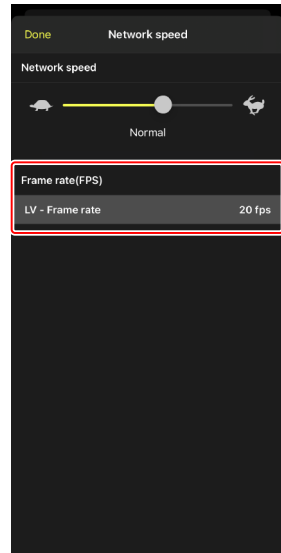 Done Network speed
Network speed
Normal
Frame rate(FPS)
LV - Frame rate 20 fps